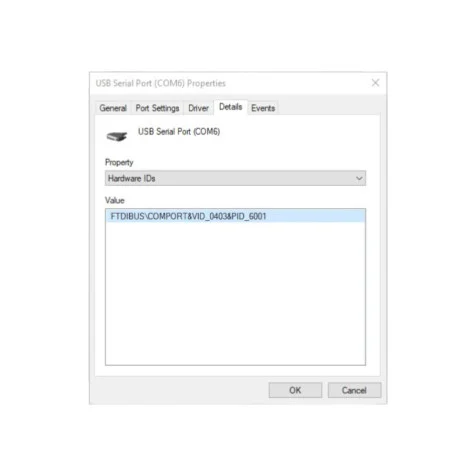 USB Serial Port (COM6) Properties
General Port Settings Driver Details Events
USB Serial Port (COM6)
Property
Hardware IDs
Value
FTDIBUS\COMPORT&VID_0403&PID_6001
OK Cancel